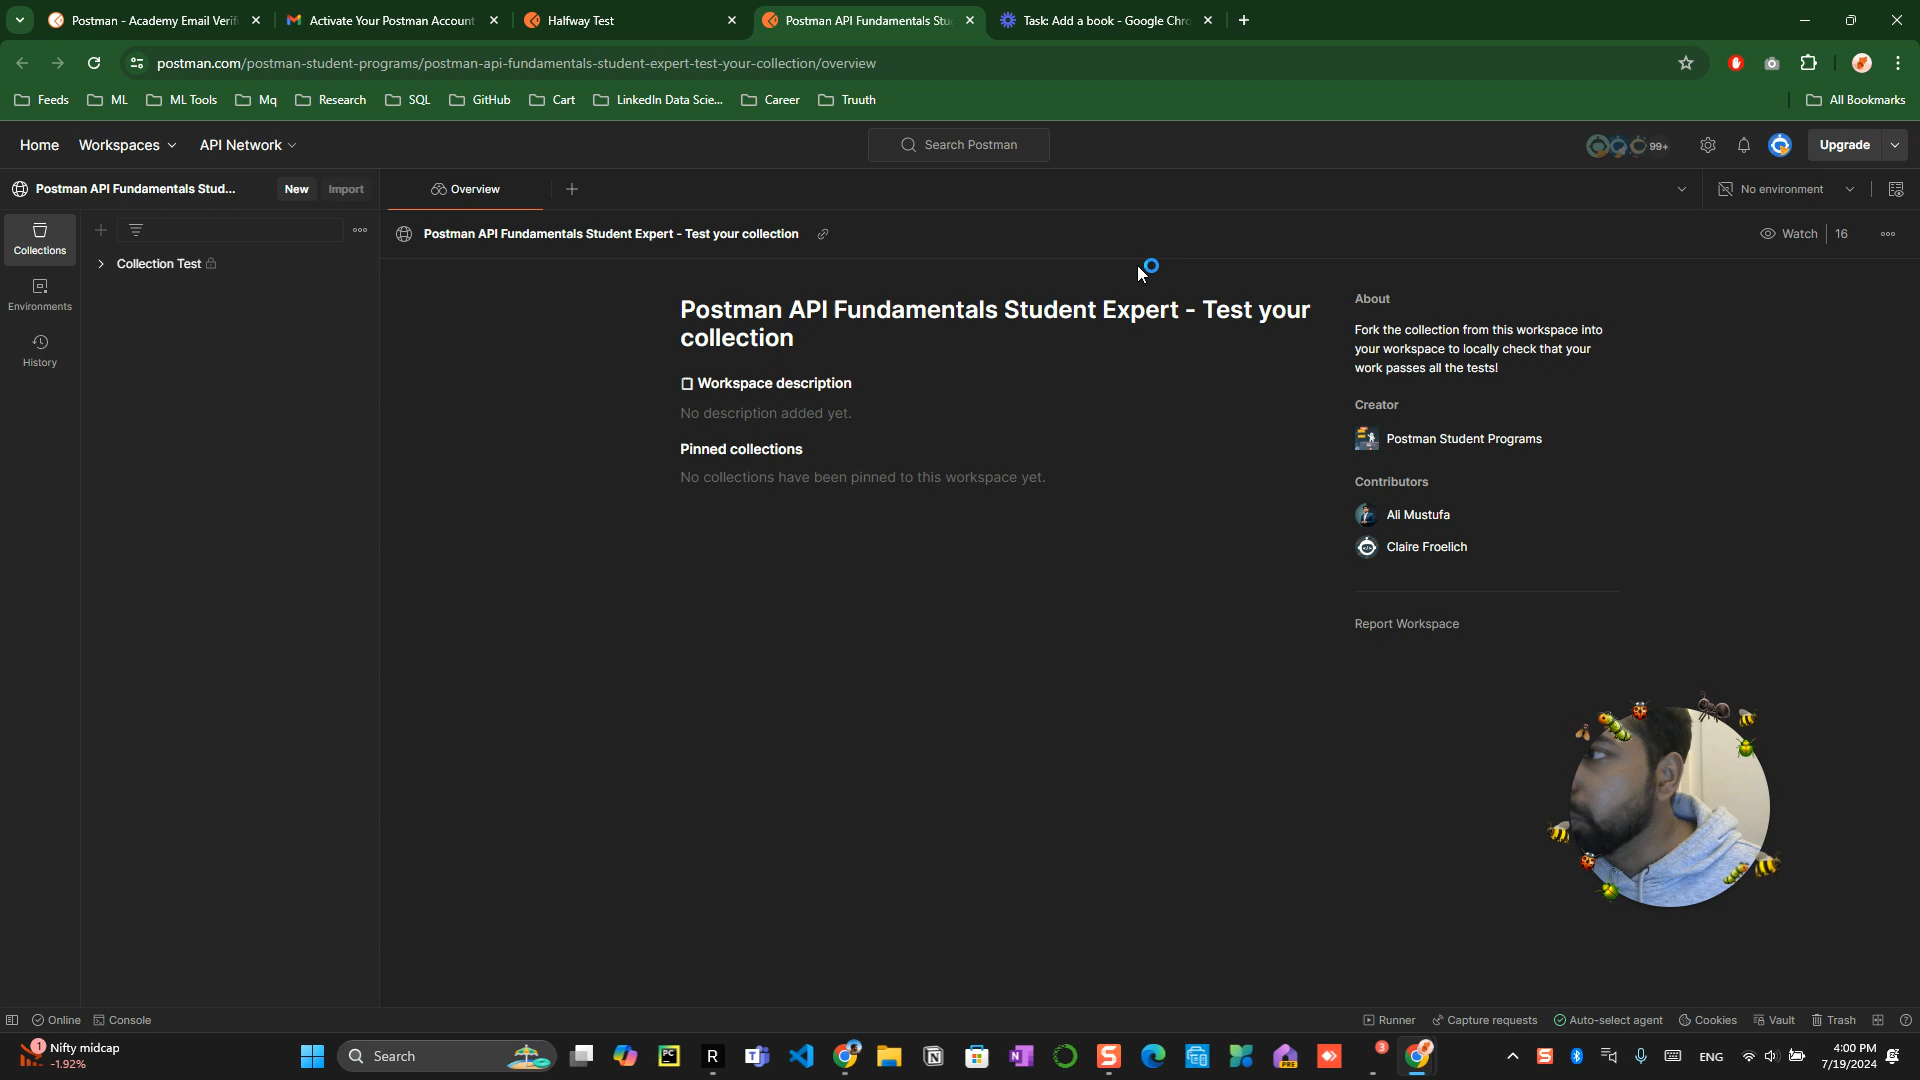 Postman - Academy Email Verifi
Activate Your Postman Account
Halfway Test
Postman API Fundamentals Stud
Task: Add a book - Google Chro
postman.com/postman-student-programs/postman-api-fundamentals-student-expert-test-your-collection/overview
Feeds
ML
ML Tools
Mq
Research
SQL
GitHub
Cart
LinkedIn Data Scie...
Career
Truuth
All Bookmarks
Home
Workspaces
API Network
Search Postman
99+
Upgrade
Postman API Fundamentals Stud...
New
Import
Overview
No environment
Collections
Environments
History
Collection Test
Postman API Fundamentals Student Expert - Test your collection
Watch
16
Postman API Fundamentals Student Expert - Test your
collection
Workspace description
No description added yet.
Pinned collections
No collections have been pinned to this workspace yet.
About
Fork the collection from this workspace into
your workspace to locally check that your
work passes all the tests!
Creator
Postman Student Programs
Contributors
Ali Mustufa
Claire Froelich
Report Workspace
Online
Console
Runner
Capture requests
Auto-select agent
Cookies
Vault
Trash
1
Nifty midcap
-1.92%
Search
PC
R
PRE
3
ENG
4:00 PM
7/19/2024